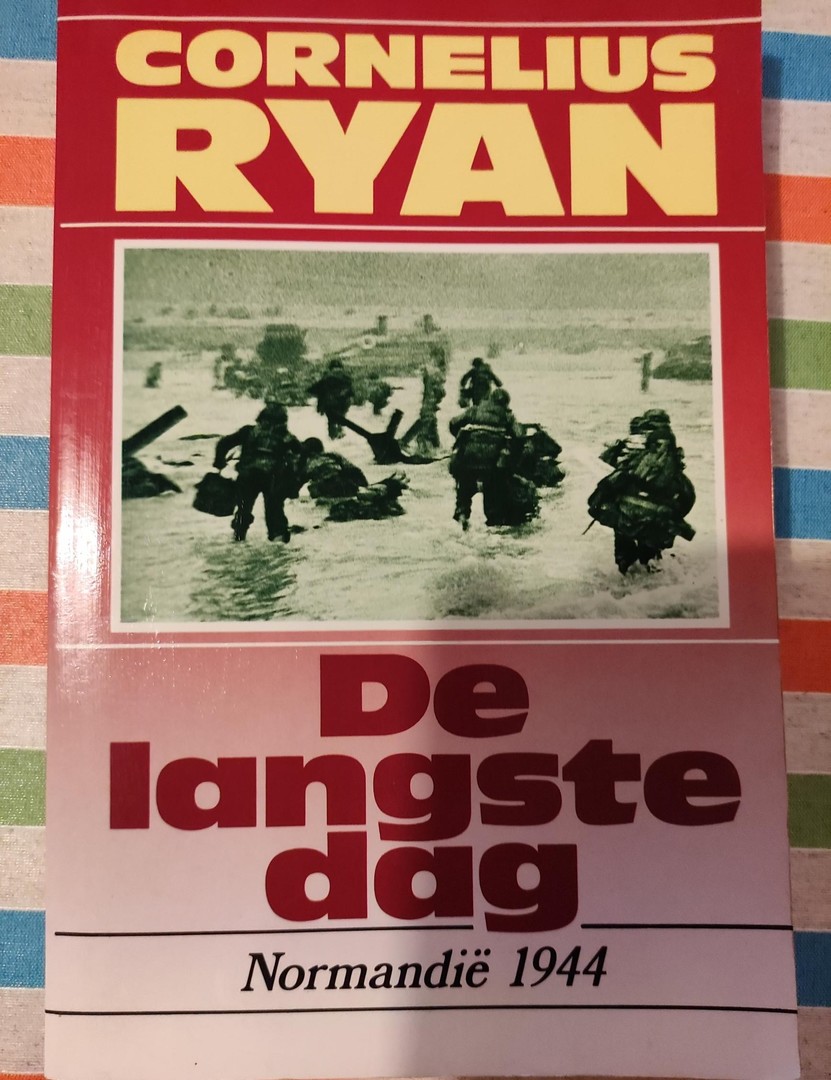 CORNELIUS
RYAN
De
langste
dag
Normandië 1944